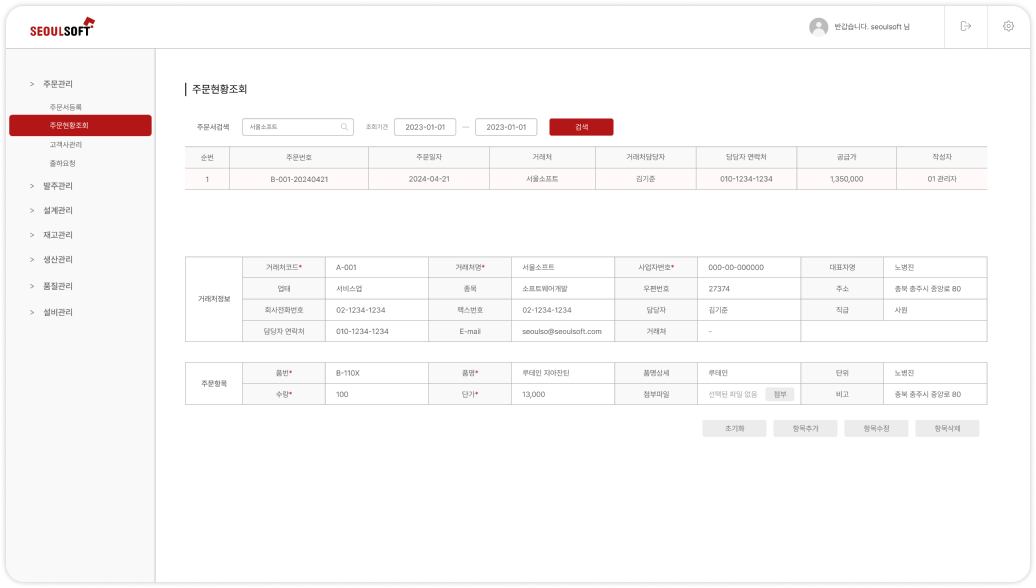 SEOULSOFT
반갑습니다. seoulsoft 님
> 주문관리
주문서등록
주문현황조회
고객사관리
출하요청
> 발주관리
> 설계관리
> 재고관리
> 생산관리
> 품질관리
> 설비관리
주문현황조회
주문서검색 서울소프트 조회기간 2023-01-01 — 2023-01-01 검색
순번 주문번호 주문일자 거래처 거래처담당자 담당자 연락처 공급가 작성자
1 B-001-20240421 2024-04-21 서울소프트 김기준 010-1234-1234 1,350,000 01 관리자
거래처정보
거래처코드* A-001 거래처명* 서울소프트 사업자번호* 000-00-000000 대표자명 노병진
업태 서비스업 종목 소프트웨어개발 우편번호 27374 주소 충북 충주시 중앙로 80
회사전화번호 02-1234-1234 팩스번호 02-1234-1234 담당자 김기준 직급 사원
담당자 연락처 010-1234-1234 E-mail seoulso@seoulsoft.com 거래처 -
주문항목
품번* B-110X 품명* 루테인 지아잔틴 품명상세 루테인 단위 노병진
수량* 100 단가* 13,000 첨부파일 선택된 파일 없음 첨부 비고 충북 충주시 중앙로 80
초기화 항목추가 항목수정 항목삭제